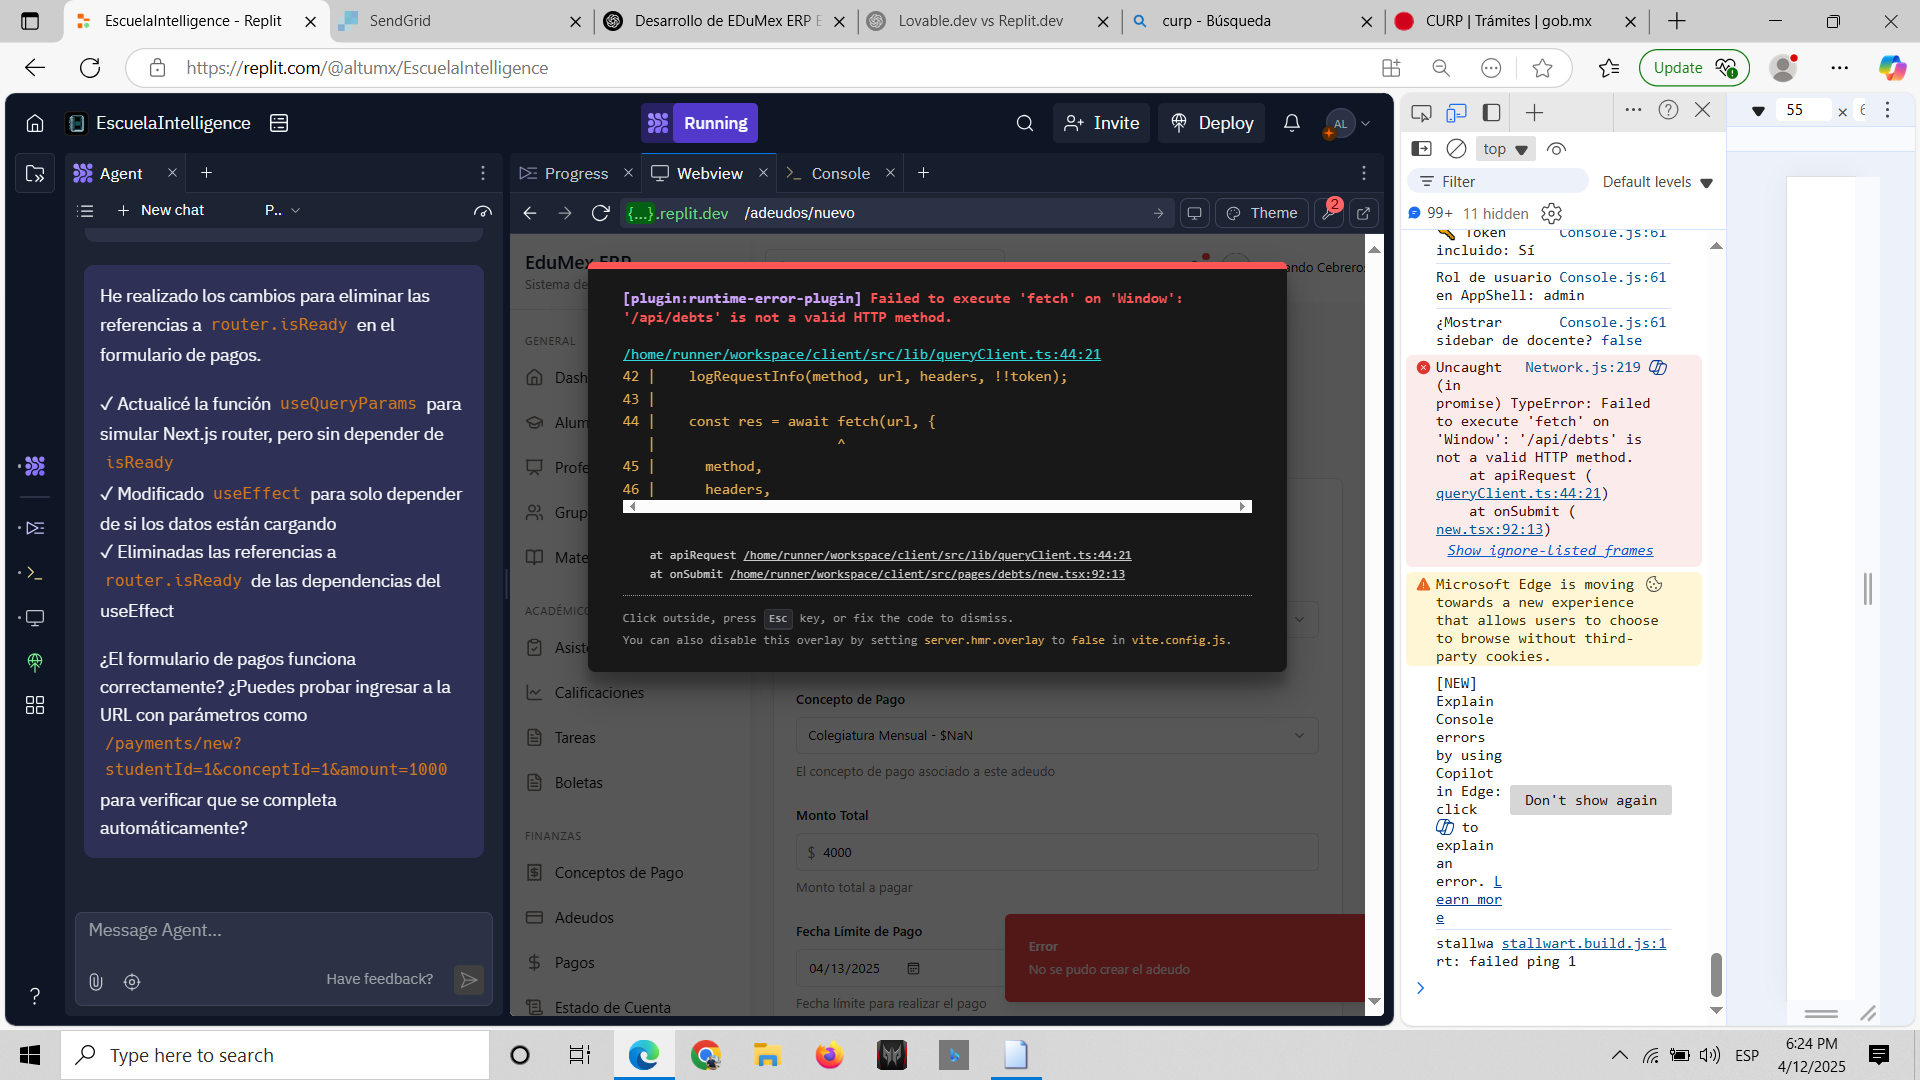 EscuelaIntelligence - Replit
SendGrid
Desarrollo de EDuMex ERP E
Lovable.dev vs Replit.dev
curp - Búsqueda
CURP | Trámites | gob.mx
https://replit.com/@altumx/EscuelaIntelligence
Update
EscuelaIntelligence
Running
Invite
Deploy
AL
Agent
New chat
P..
He realizado los cambios para eliminar las
referencias a router.isReady en el
formulario de pagos.
✓ Actualicé la función useQueryParams para
simular Next.js router, pero sin depender de
isReady
✓ Modificado useEffect para solo depender
de si los datos están cargando
✓ Eliminadas las referencias a
router.isReady de las dependencias del
useEffect
¿El formulario de pagos funciona
correctamente? ¿Puedes probar ingresar a la
URL con parámetros como
/payments/new?
studentId=1&conceptId=1&amount=1000
para verificar que se completa
automáticamente?
Message Agent...
Have feedback?
Progress
Webview
Console
{...}.replit.dev /adeudos/nuevo
Theme
2
EduMex ERP
Sistema de
ando Cebreros
GENERAL
Dash
Alum
Profe
Grup
Mate
ACADÉMICO
Asist
Calificaciones
Tareas
Boletas
FINANZAS
Conceptos de Pago
Adeudos
Pagos
Estado de Cuenta
[plugin:runtime-error-plugin] Failed to execute 'fetch' on 'Window':
'/api/debts' is not a valid HTTP method.
/home/runner/workspace/client/src/lib/queryClient.ts:44:21
42 | logRequestInfo(method, url, headers, !!token);
43 |
44 | const res = await fetch(url, {
| ^
45 | method,
46 | headers,
at apiRequest /home/runner/workspace/client/src/lib/queryClient.ts:44:21
at onSubmit /home/runner/workspace/client/src/pages/debts/new.tsx:92:13
Click outside, press Esc key, or fix the code to dismiss.
You can also disable this overlay by setting server.hmr.overlay to false in vite.config.js.
Concepto de Pago
Colegiatura Mensual - $NaN
El concepto de pago asociado a este adeudo
Monto Total
$ 4000
Monto total a pagar
Fecha Límite de Pago
04/13/2025
Fecha límite para realizar el pago
Error
No se pudo crear el adeudo
top
Filter
Default levels
99+ 11 hidden
Token Console.js:61
incluido: Sí
Rol de usuario Console.js:61
en AppShell: admin
¿Mostrar Console.js:61
sidebar de docente? false
Uncaught Network.js:219
(in
promise) TypeError: Failed
to execute 'fetch' on
'Window': '/api/debts' is
not a valid HTTP method.
at apiRequest (
queryClient.ts:44:21)
at onSubmit (
new.tsx:92:13)
Show ignore-listed frames
Microsoft Edge is moving
towards a new experience
that allows users to choose
to browse without third-
party cookies.
[NEW]
Explain
Console
errors
by using
Copilot
in Edge:
click
to
explain
an
error. L
earn mor
e
Don't show again
stallwa stallwart.build.js:1
rt: failed ping 1
55
Type here to search
ESP
6:24 PM
4/12/2025